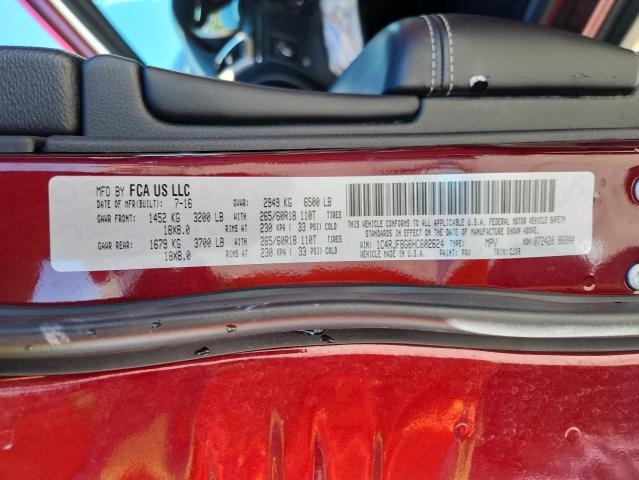 MFD BY FCA US LLC
DATE OF MFR(BUILT): 7-16 GVWR: 2949 KG 6500 LB
GAWR FRONT: 1452 KG 3200 LB WITH 265/60R18 110T TIRES
18X8.0 RIMS AT 230 KPA ( 33 PSI) COLD
GAWR REAR: 1679 KG 3700 LB WITH 265/60R18 110T TIRES
18X8.0 RIMS AT 230 KPA ( 33 PSI) COLD
THIS VEHICLE CONFORMS TO ALL APPLICABLE U.S.A. FEDERAL MOTOR VEHICLE SAFETY
STANDARDS IN EFFECT ON THE DATE OF MANUFACTURE SHOWN ABOVE.
VIN: 1C4RJFBG6HC602624 TYPE: MPV MDH:072420
VEHICLE MADE IN U.S.A. PAINT: PRV TRIM: CJX9